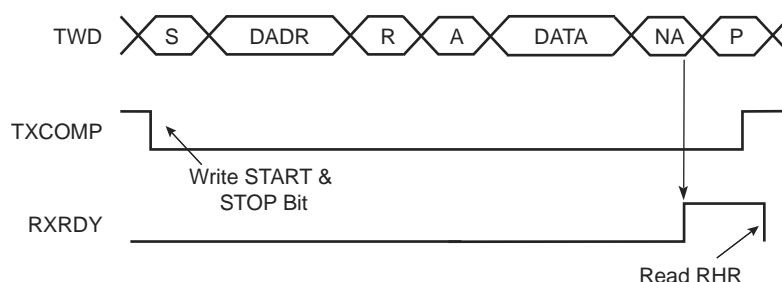 TWD S DADR R A DATA NA P
TXCOMP
Write START &
STOP Bit
RXRDY
Read RHR